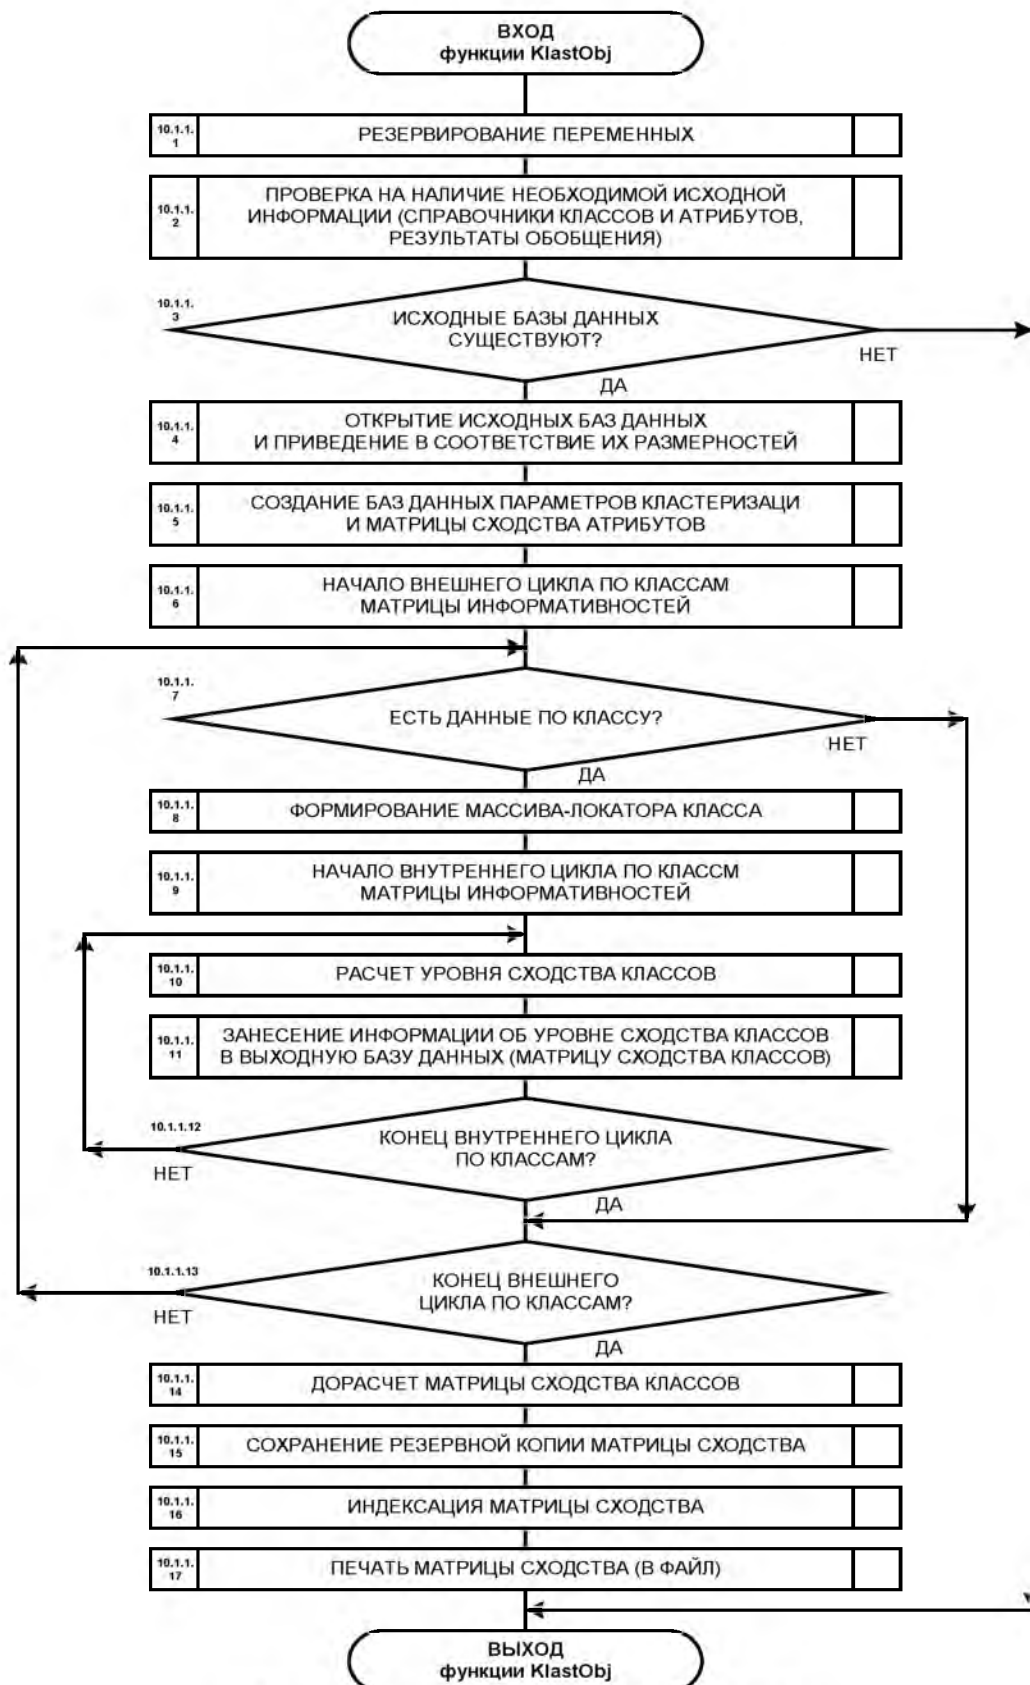 ВХОД
функции KlastObj
10.1.1.
1
РЕЗЕРВИРОВАНИЕ ПЕРЕМЕННЫХ
10.1.1.
2
ПРОВЕРКА НА НАЛИЧИЕ НЕОБХОДИМОЙ ИСХОДНОЙ
ИНФОРМАЦИИ (СПРАВОЧНИКИ КЛАССОВ И АТРИБУТОВ,
РЕЗУЛЬТАТЫ ОБОБЩЕНИЯ)
10.1.1.
3
ИСХОДНЫЕ БАЗЫ ДАННЫХ
СУЩЕСТВУЮТ?
НЕТ
ДА
10.1.1.
4
ОТКРЫТИЕ ИСХОДНЫХ БАЗ ДАННЫХ
И ПРИВЕДЕНИЕ В СООТВЕТСТВИЕ ИХ РАЗМЕРНОСТЕЙ
10.1.1.
5
СОЗДАНИЕ БАЗ ДАННЫХ ПАРАМЕТРОВ КЛАСТЕРИЗАЦИ
И МАТРИЦЫ СХОДСТВА АТРИБУТОВ
10.1.1.
6
НАЧАЛО ВНЕШНЕГО ЦИКЛА ПО КЛАССАМ
МАТРИЦЫ ИНФОРМАТИВНОСТЕЙ
10.1.1.
7
ЕСТЬ ДАННЫЕ ПО КЛАССУ?
НЕТ
ДА
10.1.1.
8
ФОРМИРОВАНИЕ МАССИВА-ЛОКАТОРА КЛАССА
10.1.1.
9
НАЧАЛО ВНУТРЕННЕГО ЦИКЛА ПО КЛАССМ
МАТРИЦЫ ИНФОРМАТИВНОСТЕЙ
10.1.1.
10
РАСЧЕТ УРОВНЯ СХОДСТВА КЛАССОВ
10.1.1.
11
ЗАНЕСЕНИЕ ИНФОРМАЦИИ ОБ УРОВНЕ СХОДСТВА КЛАССОВ
В ВЫХОДНУЮ БАЗУ ДАННЫХ (МАТРИЦУ СХОДСТВА КЛАССОВ)
10.1.1.12
КОНЕЦ ВНУТРЕННЕГО ЦИКЛА
ПО КЛАССАМ?
НЕТ
ДА
10.1.1.13
КОНЕЦ ВНЕШНЕГО
ЦИКЛА ПО КЛАССАМ?
НЕТ
ДА
10.1.1.
14
ДОРАСЧЕТ МАТРИЦЫ СХОДСТВА КЛАССОВ
10.1.1.
15
СОХРАНЕНИЕ РЕЗЕРВНОЙ КОПИИ МАТРИЦЫ СХОДСТВА
10.1.1.
16
ИНДЕКСАЦИЯ МАТРИЦЫ СХОДСТВА
10.1.1.
17
ПЕЧАТЬ МАТРИЦЫ СХОДСТВА (В ФАЙЛ)
ВЫХОД
функции KlastObj